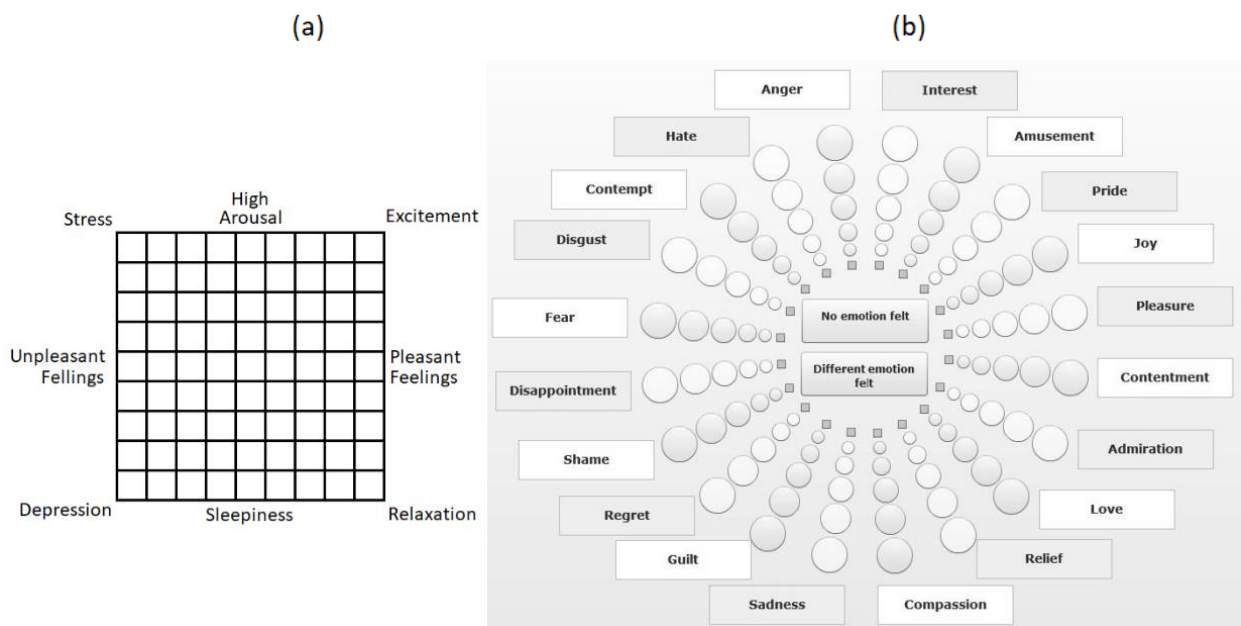 (a)
(b)
Stress
High
Arousal
Excitement
Unpleasant
Fellings
Pleasant
Feelings
Depression
Sleepiness
Relaxation
Anger
Interest
Hate
Amusement
Contempt
Pride
Disgust
Joy
Fear
No emotion felt
Pleasure
Disappointment
Different emotion
felt
Contentment
Shame
Admiration
Regret
Love
Guilt
Relief
Sadness
Compassion